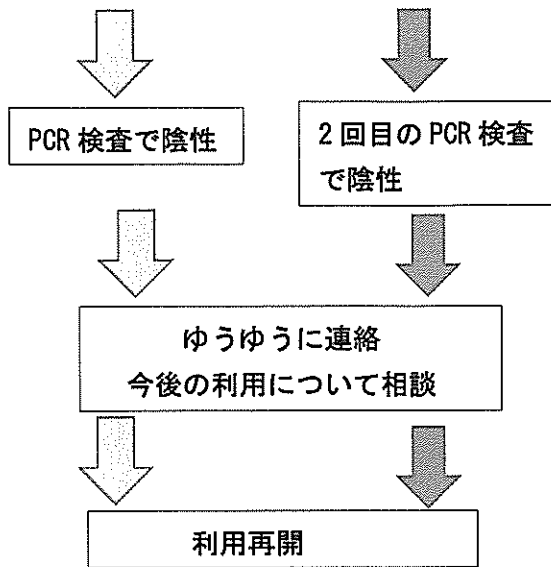 PCR 検査で陰性
2 回目の PCR 検査
で陰性
ゆうゆうに連絡
今後の利用について相談
利用再開